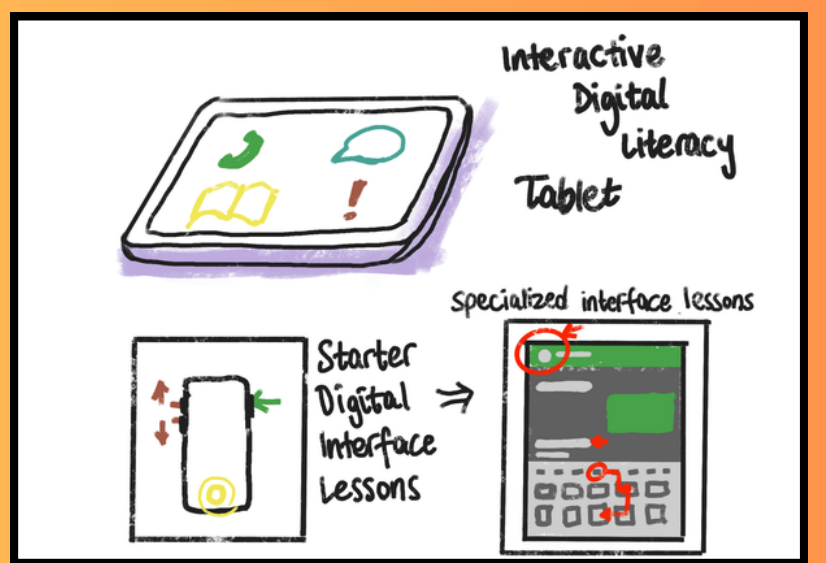 Interactive
Digital
Literacy
Tablet
specialized interface lessons
Starter
Digital
Interface
Lessons